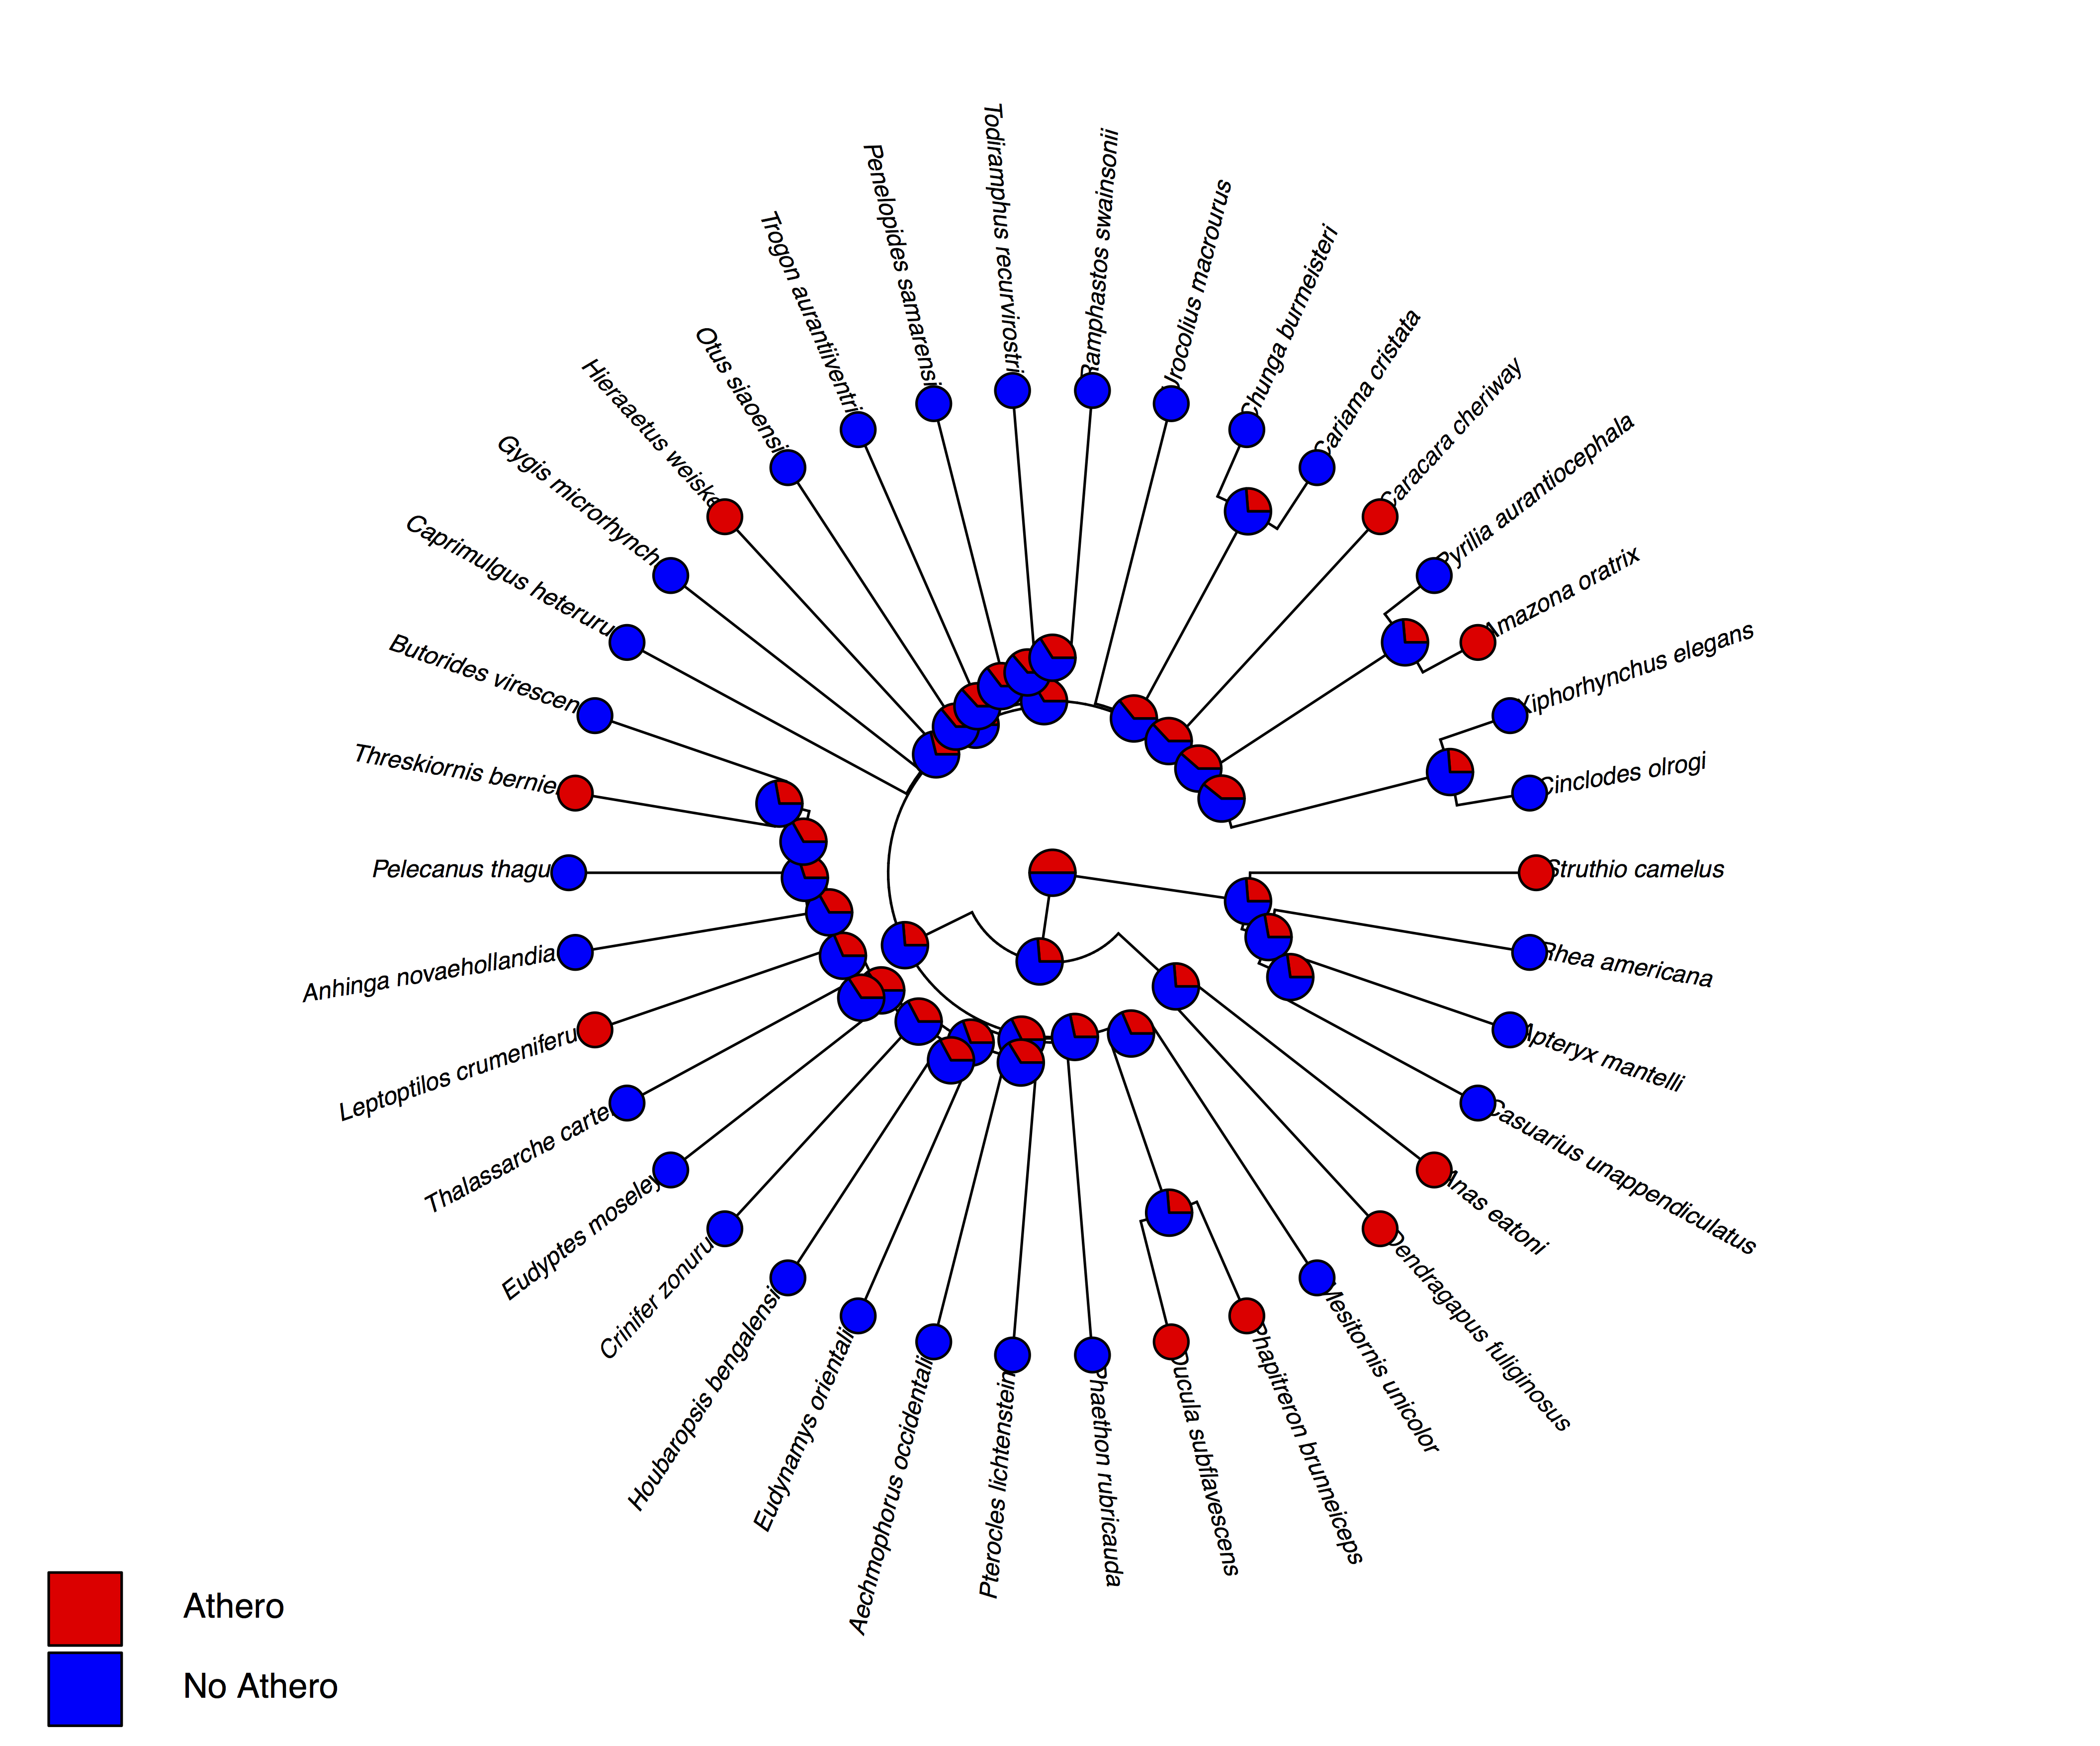 Todiramphus recurvirostri
Ramphastos swainsonii
Penelopides samarensi
Urocolius macrourus
Trogon aurantiiventri
Chunga burmeisteri
Otus siaoensi
Cariama cristata
Hieraaetus weiske
Caracara cheriway
Gygis microrhynch
Pyrilia aurantiocephala
Caprimulgus heteruru
Amazona oratrix
Butorides virescen
Xiphorhynchus elegans
Threskiornis bernie
Cinclodes olrogi
Pelecanus thagu
Struthio camelus
Anhinga novaehollandia
Rhea americana
Leptoptilos crumeniferu
Apteryx mantelli
Thalassarche carte
Casuarius unappendiculatus
Eudyptes moseley
Anas eatoni
Crinifer zonuru
Dendragapus fuliginosus
Houbaropsis bengalensi
Mesitornis unicolor
Eudynamys orientali
Phapitreron brunneiceps
Aechmophorus occidentali
Ducula subflavescens
Pterocles lichtenstein
Phaethon rubricauda
Athero
No Athero